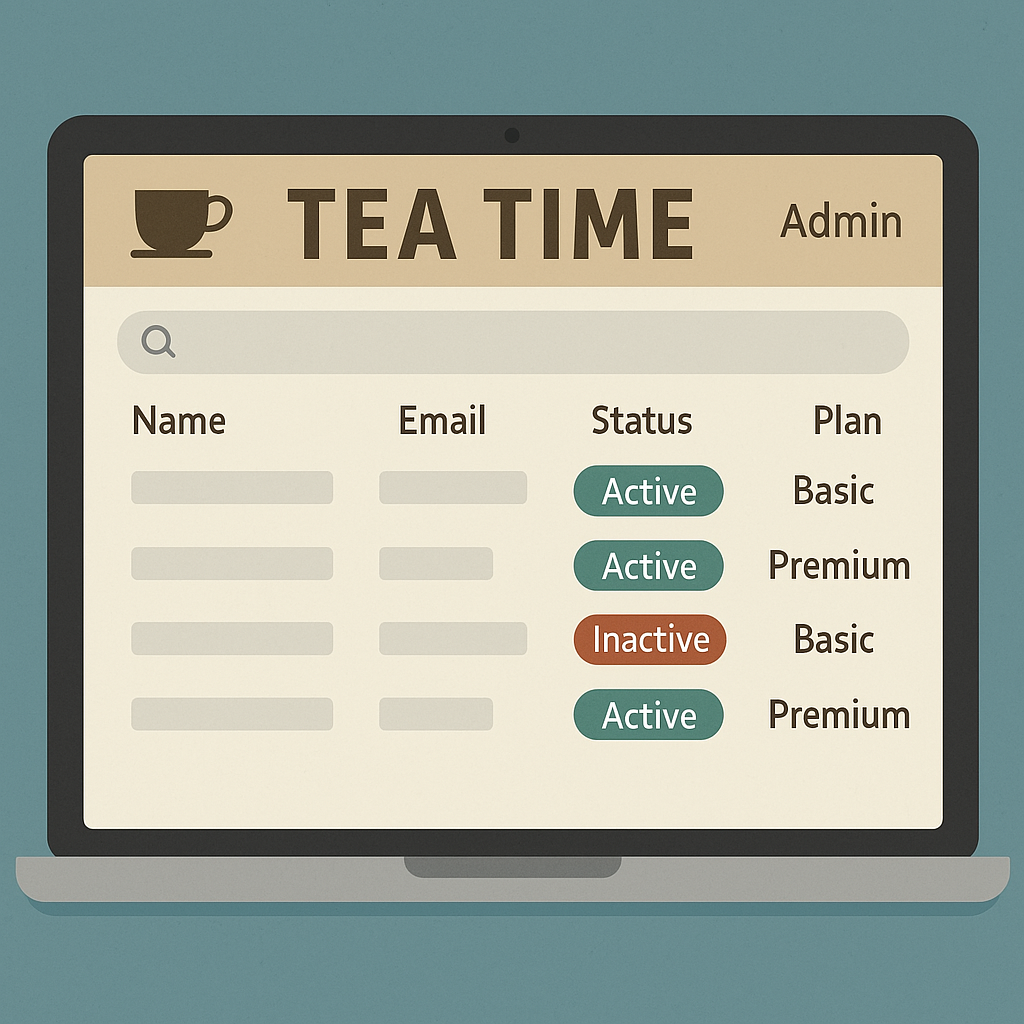 TEA TIME Admin
Name Email Status Plan
Active Basic
Active Premium
Inactive Basic
Active Premium